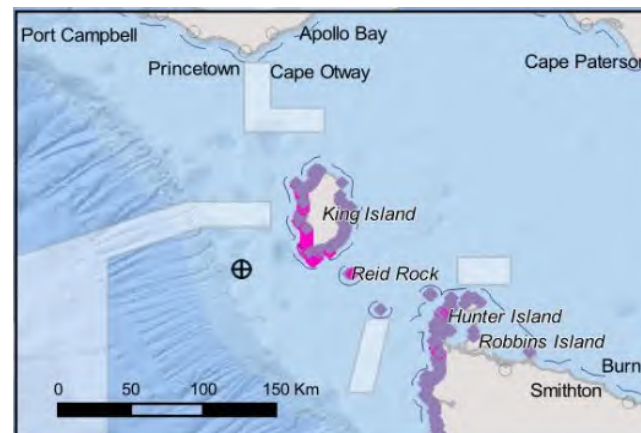 Port Campbell
Apollo Bay
Princetown
Cape Otway
Cape Paterson
King Island
Reid Rock
Hunter Island
Robbins Island
Burn
Smithton
0 50 100 150 Km